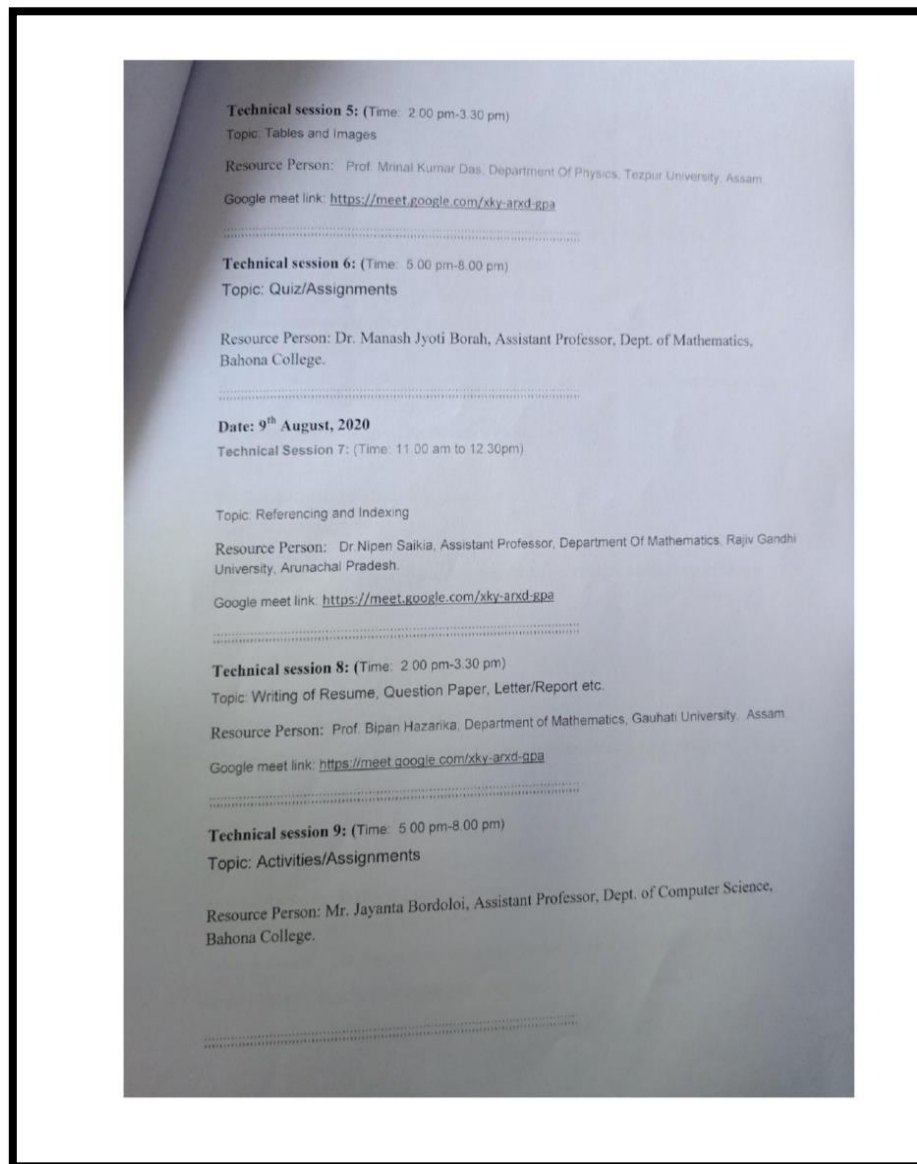 Technical session 5: (Time: 2.00 pm-3.30 pm)
Topic: Tables and Images
Resource Person: Prof. Mrinal Kumar Das, Department Of Physics, Tezpur University, Assam
Google meet link: https://meet.google.com/xky-arxd-gpa
Technical session 6: (Time: 5.00 pm-8.00 pm)
Topic: Quiz/Assignments
Resource Person: Dr. Manash Jyoti Borah, Assistant Professor, Dept. of Mathematics,
Bahona College.
Date: 9th August, 2020
Technical Session 7: (Time: 11.00 am to 12.30pm)
Topic: Referencing and Indexing
Resource Person: Dr.Nipen Saikia, Assistant Professor, Department Of Mathematics, Rajiv Gandhi
University, Arunachal Pradesh.
Google meet link: https://meet.google.com/xky-arxd-gpa
Technical session 8: (Time: 2.00 pm-3.30 pm)
Topic: Writing of Resume, Question Paper, Letter/Report etc.
Resource Person: Prof. Bipan Hazarika, Department of Mathematics, Gauhati University, Assam
Google meet link: https://meet.google.com/xky-arxd-gpa
Technical session 9: (Time: 5.00 pm-8.00 pm)
Topic: Activities/Assignments
Resource Person: Mr. Jayanta Bordoloi, Assistant Professor, Dept. of Computer Science,
Bahona College.